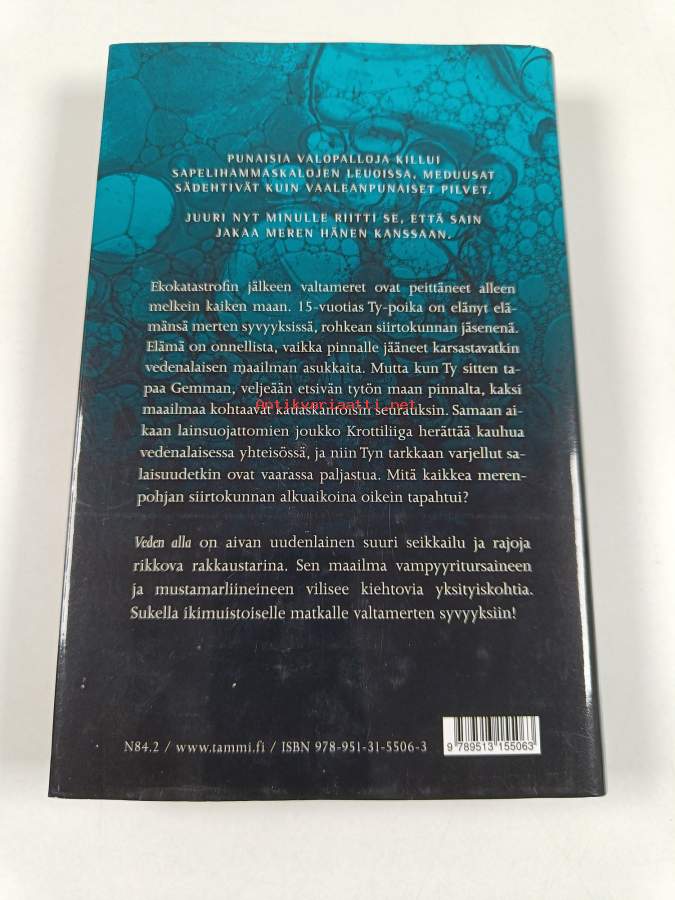 PUNAISIA VALOPALLOJA KILLUI
SAPELIHAMMASKALOJEN LEUOISSA, MEDUUSAT
SÄDEHTIVÄT KUIN VAALEANPUNAISET PILVET.
JUURI NYT MINULLE RIITTI SE, ETTÄ SAIN
JAKAA MEREN HÄNEN KANSSAAN.
Ekokatastrofin jälkeen valtameret ovat peittäneet alleen
melkein kaiken maan. 15-vuotias Ty-poika on elänyt elä-
mänsä merten syvyyksissä, rohkean siirtokunnan jäsenenä.
Elämä on onnellista, vaikka pinnalle jääneet karsastavatkin
vedenalaisen maailman asukkaita. Mutta kun Ty sitten ta-
paa Gemman, veljeään etsivän tytön maan pinnalta, kaksi
maailmaa kohtaavat kauaskantoisin seurauksin. Samaan ai-
Antikvariaatti.net
kaan lainsuojattomien joukko Krottiliiga herättää kauhua
vedenalaisessa yhteisössä, ja niin Tyn tarkkaan varjellut sa-
laisuudetkin ovat vaarassa paljastua. Mitä kaikkea meren-
pohjan siirtokunnan alkuaikoina oikein tapahtui?
Veden alla on aivan uudenlainen suuri seikkailu ja rajoja
rikkova rakkaustarina. Sen maailma vampyyritursaineen
ja mustamarliineineen vilisee kiehtovia yksityiskohtia.
Sukella ikimuistoiselle matkalle valtamerten syvyyksiin!
N84.2 / www.tammi.fi / ISBN 978-951-31-5506-3
9 789513 155063